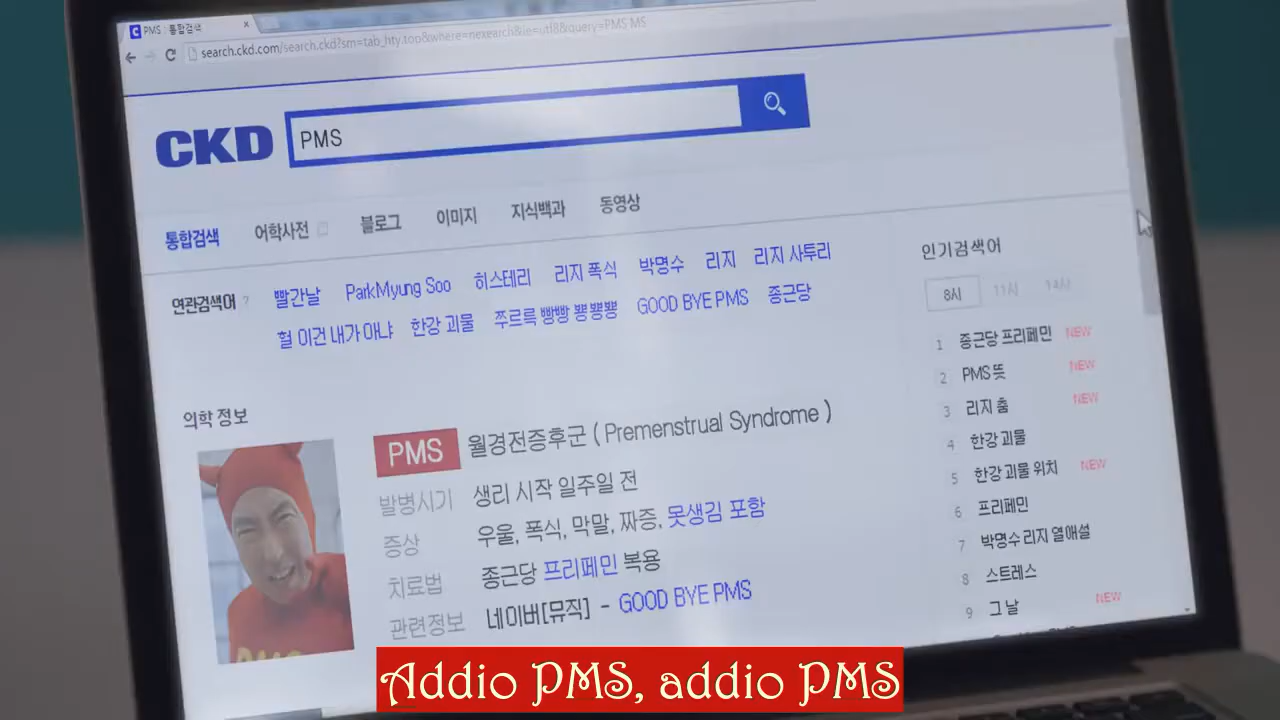 PMS : 통합검색
search.ckd.com/search.ckd?sm=tab_hty.top&where=nexearch&ie=utf8&query=PMS MS
CKD
PMS
통합검색 어학사전 블로그 이미지 지식백과 동영상
연관검색어 ? 빨간날 ParkMyung Soo 히스테리 리지 폭식 박명수 리지 리지 사투리
헐 이건 내가 아냐 한강 괴물 쭈르륵 빵빵 뿅뿅뿅 GOOD BYE PMS 종근당
의학 정보
PMS 월경전증후군 ( Premenstrual Syndrome )
발병시기 생리 시작 일주일 전
증상 우울, 폭식, 막말, 짜증, 못생김 포함
치료법 종근당 프리페민 복용
관련정보 네이버[뮤직] - GOOD BYE PMS
인기검색어
8시 11시 14시
1 종근당 프리페민 NEW
2 PMS 뜻 NEW
3 리지 춤 NEW
4 한강 괴물
5 한강 괴물 위치 NEW
6 프리페민
7 박명수 리지 열애설
8 스트레스
9 그 날 NEW
Addio PMS, addio PMS